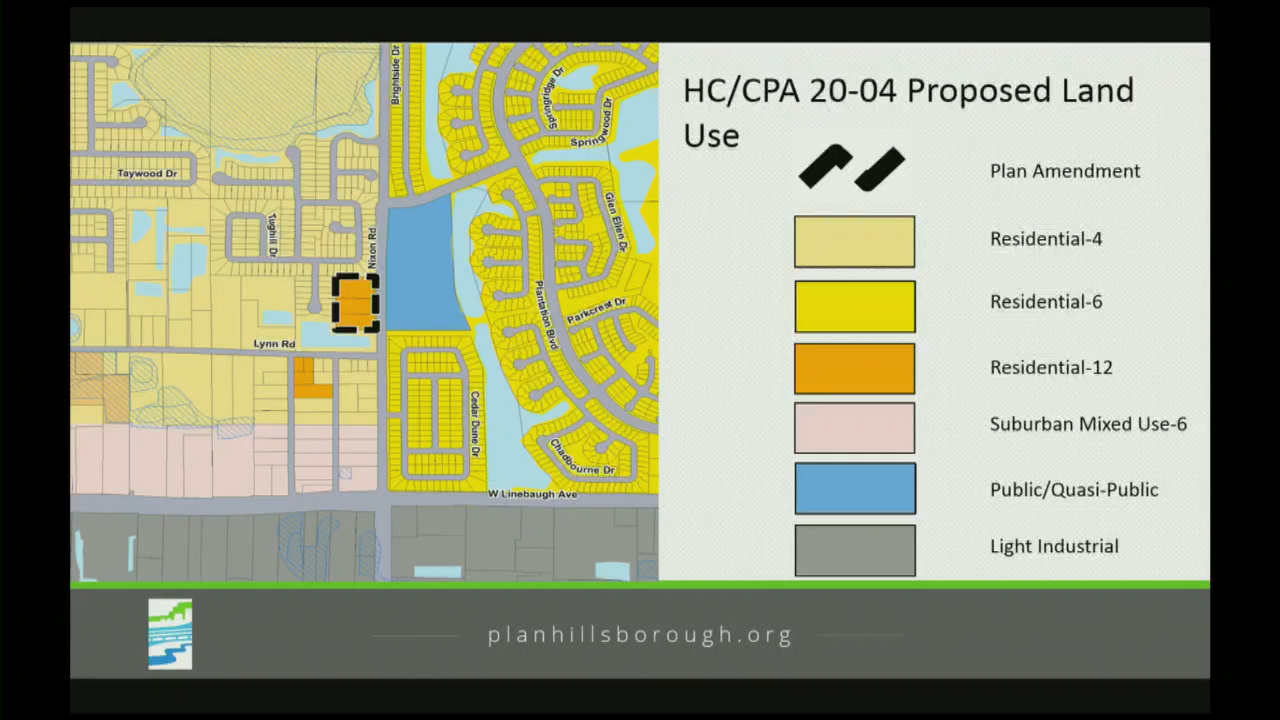 HC/CPA 20-04 Proposed Land
Use
Plan Amendment
Residential-4
Residential-6
Residential-12
Suburban Mixed Use-6
Public/Quasi-Public
Light Industrial
Brightside Dr
Springridge Dr
Springwood Dr
Taywood Dr
Tughill Dr
Nixon Rd
Glen Ellen Dr
Plantation Blvd
Parkcrest Dr
Lynn Rd
Cedar Dune Dr
Chadbourne Dr
W Linebaugh Ave
planhillsborough.org